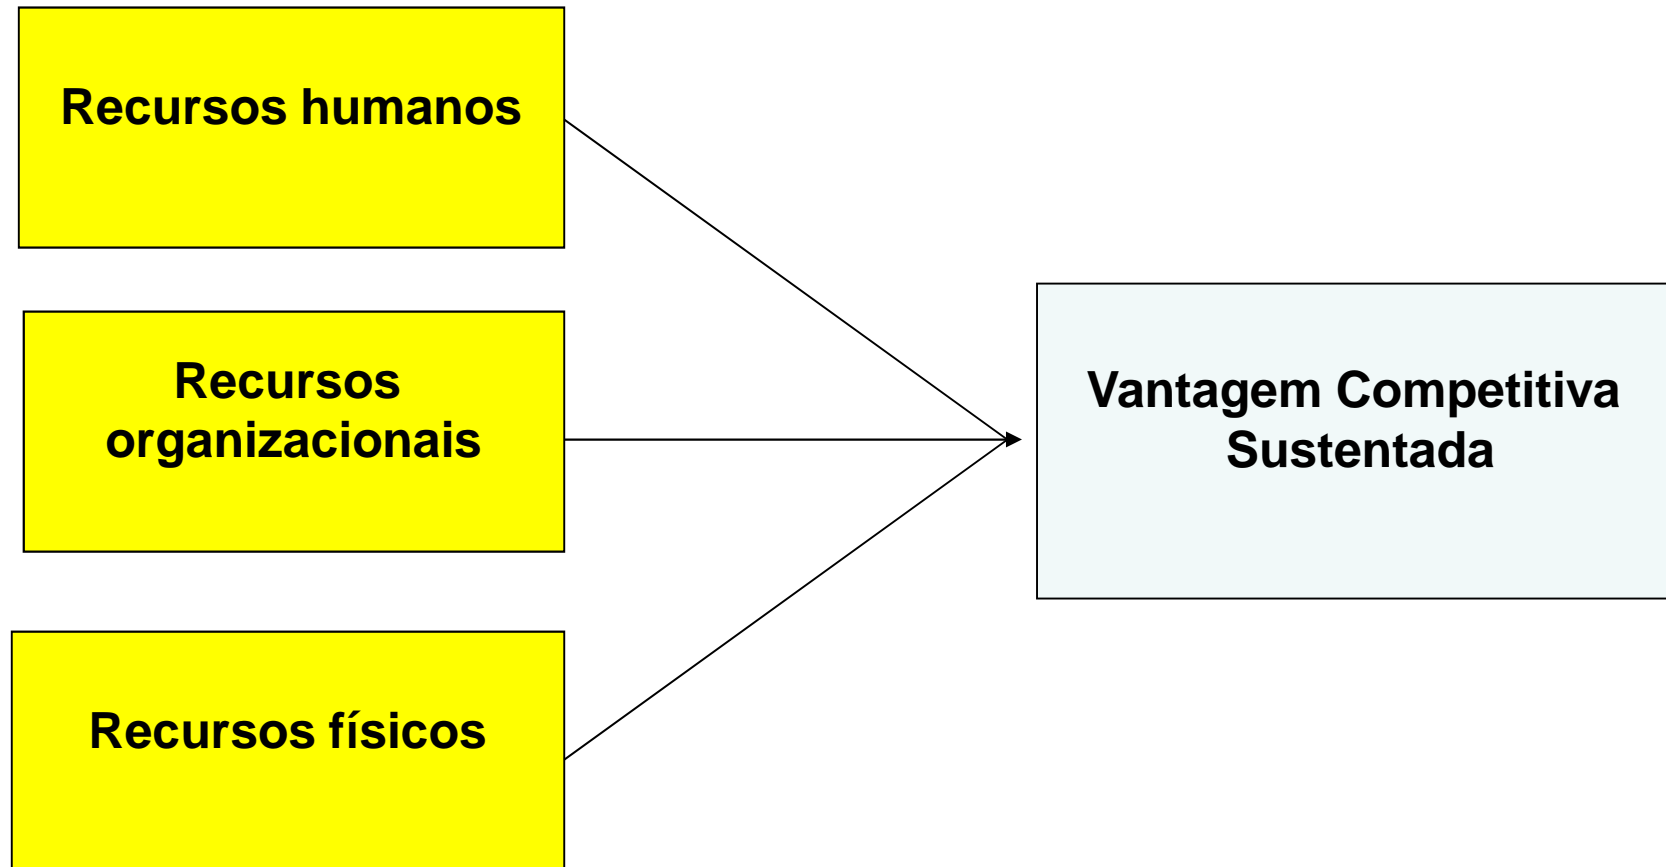 Recursos humanos
Recursos
organizacionais
Recursos físicos
Vantagem Competitiva
Sustentada